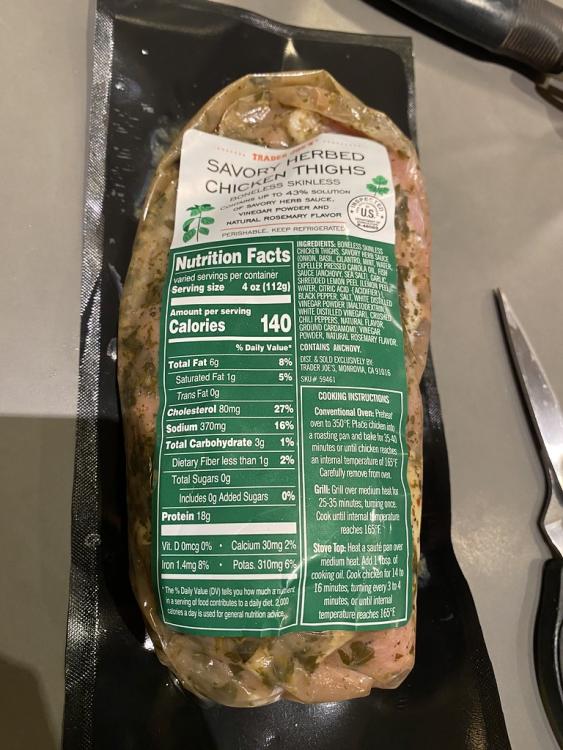 TRADER JOE'S
SAVORY HERBED
CHICKEN THIGHS
BONELESS SKINLESS
CONTAINS UP TO 43% SOLUTION
OF SAVORY HERB SAUCE,
VINEGAR POWDER AND
NATURAL ROSEMARY FLAVOR
INSPECTED
U.S.
PERISHABLE, KEEP REFRIGERATED
Nutrition Facts
varied servings per container
Serving size 4 oz (112g)
Amount per serving
Calories 140
% Daily Value*
Total Fat 6g 8%
Saturated Fat 1g 5%
Trans Fat 0g
Cholesterol 80mg 27%
Sodium 370mg 16%
Total Carbohydrate 3g 1%
Dietary Fiber less than 1g 2%
Total Sugars 0g
Includes 0g Added Sugars 0%
Protein 18g
Vit. D 0mcg 0% • Calcium 30mg 2%
Iron 1.4mg 8% • Potas. 310mg 6%
*The % Daily Value (DV) tells you how much a nutrient
in a serving of food contributes to a daily diet. 2,000
calories a day is used for general nutrition advice.
INGREDIENTS: BONELESS SKINLESS
CHICKEN THIGHS, SAVORY HERB SAUCE
(ONION, BASIL, CILANTRO, MINT, WATER,
EXPELLER PRESSED CANOLA OIL, FISH
SAUCE (ANCHOVY, SEA SALT), GARLIC,
SHREDDED LEMON PEEL (LEMON PEEL,
WATER, CITRIC ACID (ACIDIFIER)),
BLACK PEPPER, SALT, WHITE DISTILLED
VINEGAR POWDER (MALTODEXTRIN,
WHITE DISTILLED VINEGAR), CRUSHED
CHILI PEPPERS, NATURAL FLAVOR,
GROUND CARDAMOM), VINEGAR
POWDER, NATURAL ROSEMARY FLAVOR.
CONTAINS ANCHOVY.
DIST. & SOLD EXCLUSIVELY BY:
TRADER JOE'S, MONROVIA, CA 91016
SKU# 59461
COOKING INSTRUCTIONS
Conventional Oven: Preheat
oven to 350°F. Place chicken into
a roasting pan and bake for 35-40
minutes or until chicken reaches
an internal temperature of 165°F.
Carefully remove from oven.
Grill: Grill over medium heat for
25-35 minutes, turning once.
Cook until internal temperature
reaches 165°F.
Stove Top: Heat a sauté pan over
medium heat. Add 1 Tbsp. of
cooking oil. Cook chicken for 14 to
16 minutes, turning every 3 to 4
minutes, or until internal
temperature reaches 165°F.